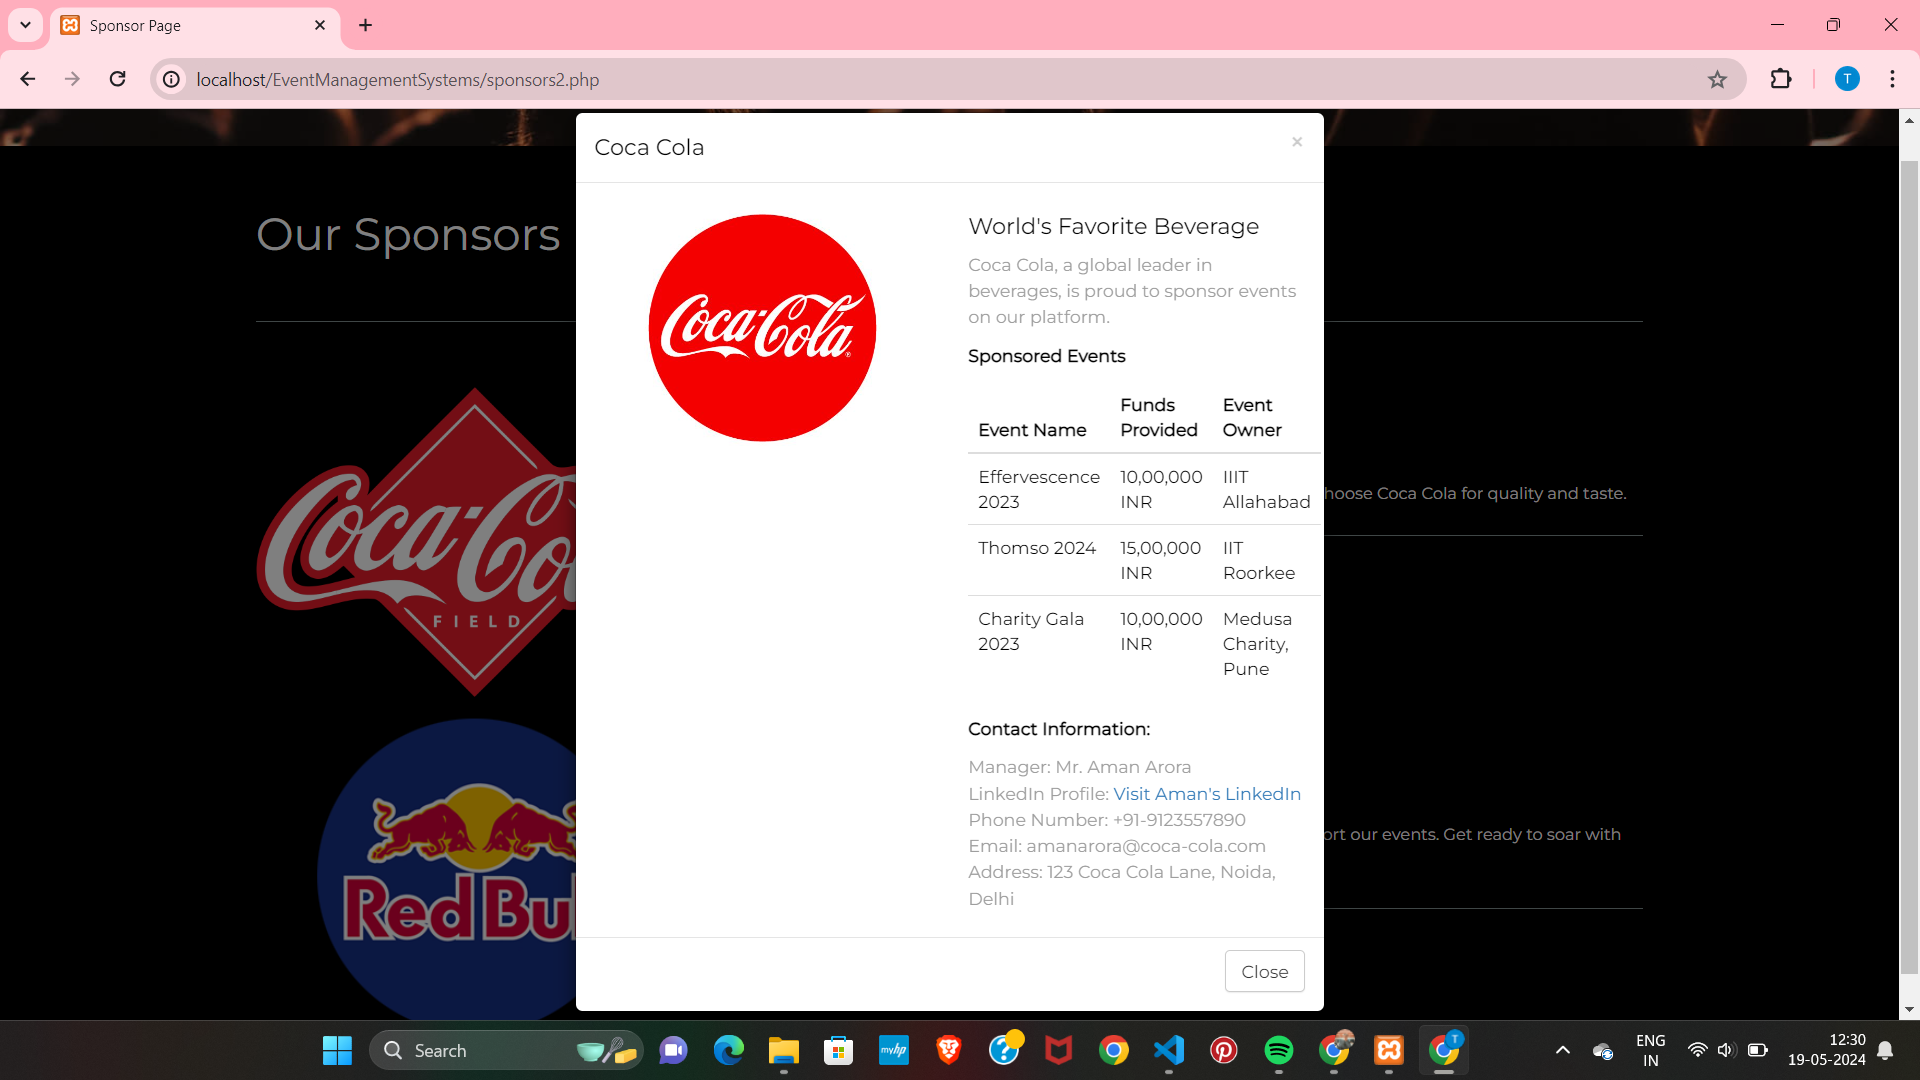 Sponsor Page
localhost/EventManagementSystems/sponsors2.php
T
Coca Cola
×
Our Sponsors
Coca-Cola
FIELD
Red Bu
hoose Coca Cola for quality and taste.
ort our events. Get ready to soar with
Coca-Cola
World's Favorite Beverage
Coca Cola, a global leader in
beverages, is proud to sponsor events
on our platform.
Sponsored Events
Event Name Funds Provided Event Owner
Effervescence 2023 10,00,000 INR IIIT Allahabad
Thomso 2024 15,00,000 INR IIT Roorkee
Charity Gala 2023 10,00,000 INR Medusa Charity, Pune
Contact Information:
Manager: Mr. Aman Arora
LinkedIn Profile: Visit Aman's LinkedIn
Phone Number: +91-9123557890
Email: amanarora@coca-cola.com
Address: 123 Coca Cola Lane, Noida,
Delhi
Close
Search
myhp
T
ENG
IN
12:30
19-05-2024